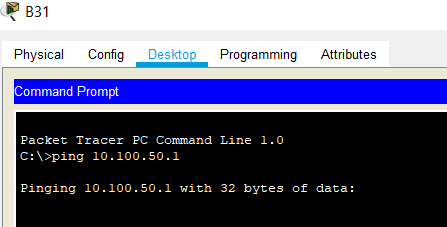 B31
Physical Config Desktop Programming Attributes
Command Prompt
Packet Tracer PC Command Line 1.0
C:\>ping 10.100.50.1
Pinging 10.100.50.1 with 32 bytes of data: